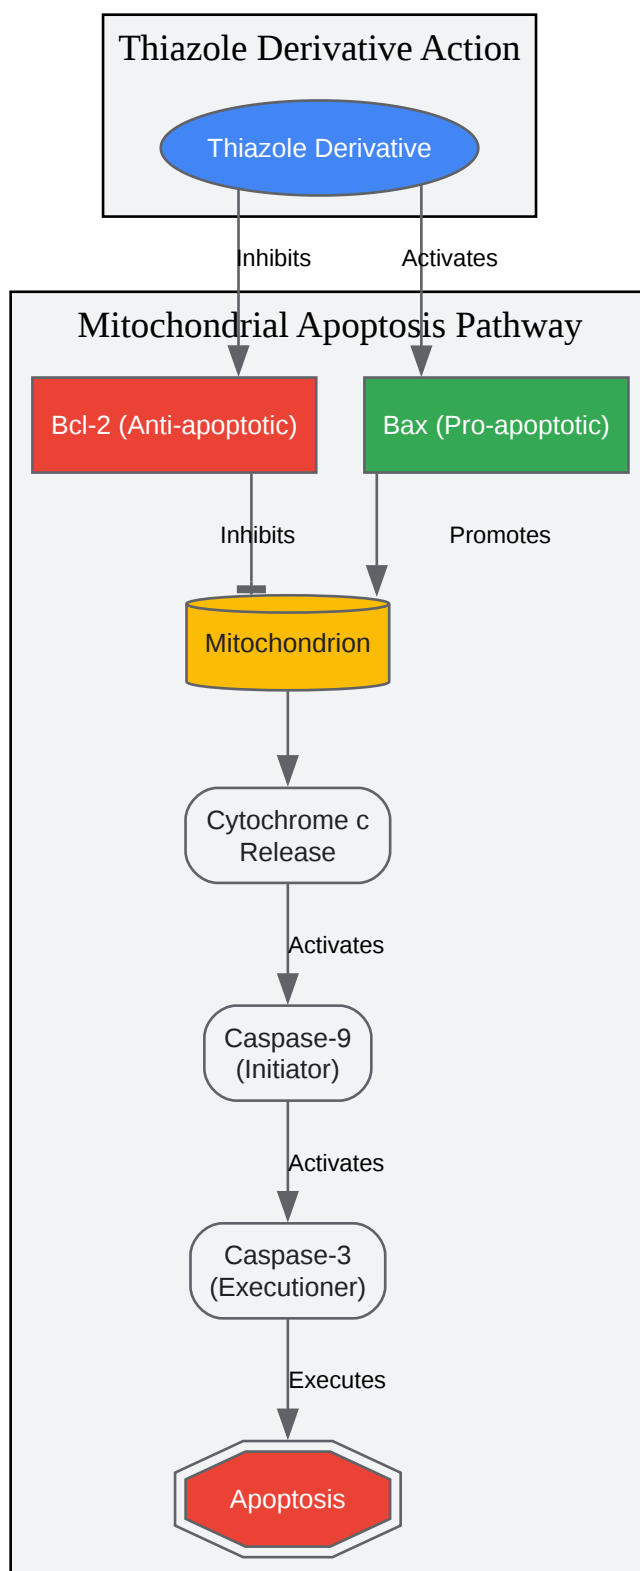 Thiazole Derivative Action
Thiazole Derivative
Inhibits
Activates
Mitochondrial Apoptosis Pathway
Bcl-2 (Anti-apoptotic)
Bax (Pro-apoptotic)
Inhibits
Promotes
Mitochondrion
Cytochrome c
Release
Activates
Caspase-9
(Initiator)
Activates
Caspase-3
(Executioner)
Executes
Apoptosis